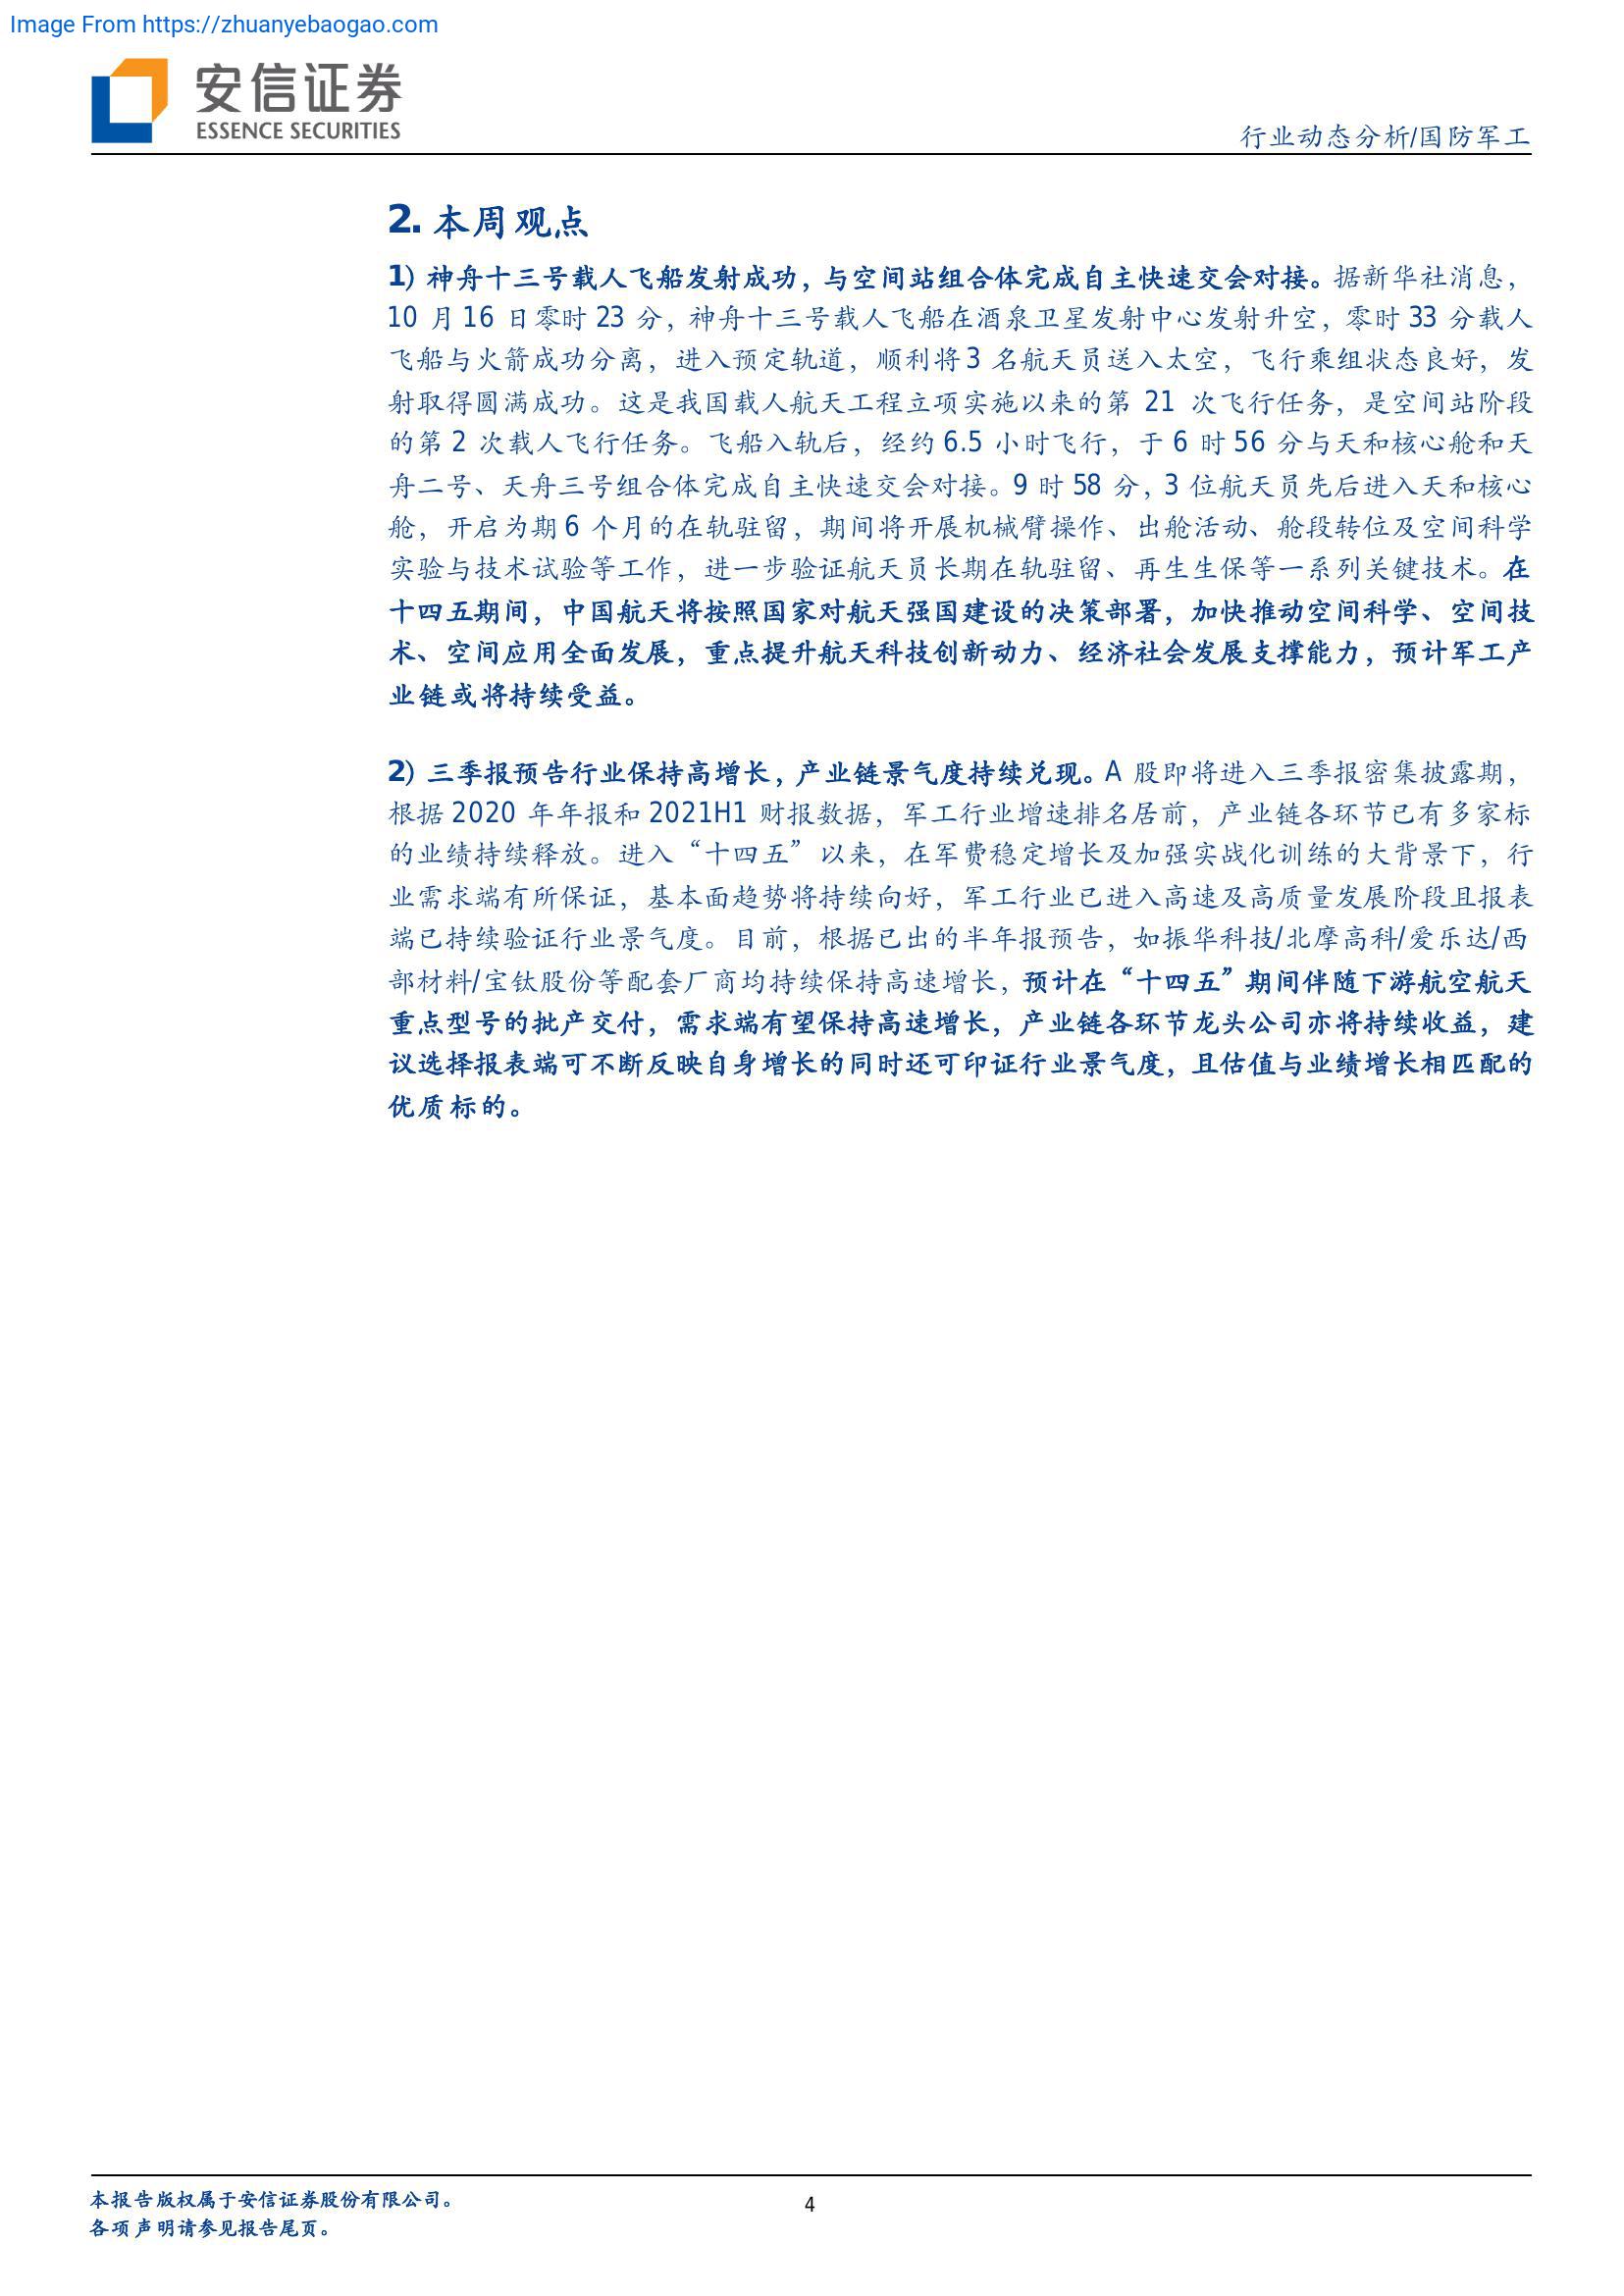 Image From https://zhuanyebaogao.com
安信证券
ESSENCE SECURITIES
行业动态分析/国防军工
2. 本周观点
1) 神舟十三号载人飞船发射成功，与空间站组合体完成自主快速交会对接。据新华社消息，
10 月 16 日零时 23 分，神舟十三号载人飞船在酒泉卫星发射中心发射升空，零时 33 分载人
飞船与火箭成功分离，进入预定轨道，顺利将 3 名航天员送入太空，飞行乘组状态良好，发
射取得圆满成功。这是我国载人航天工程立项实施以来的第 21 次飞行任务，是空间站阶段
的第 2 次载人飞行任务。飞船入轨后，经约 6.5 小时飞行，于 6 时 56 分与天和核心舱和天
舟二号、天舟三号组合体完成自主快速交会对接。9 时 58 分，3 位航天员先后进入天和核心
舱，开启为期 6 个月的在轨驻留，期间将开展机械臂操作、出舱活动、舱段转位及空间科学
实验与技术试验等工作，进一步验证航天员长期在轨驻留、再生生保等一系列关键技术。在
十四五期间，中国航天将按照国家对航天强国建设的决策部署，加快推动空间科学、空间技
术、空间应用全面发展，重点提升航天科技创新动力、经济社会发展支撑能力，预计军工产
业链或将持续受益。
2) 三季报预告行业保持高增长，产业链景气度持续兑现。A 股即将进入三季报密集披露期，
根据 2020 年年报和 2021H1 财报数据，军工行业增速排名居前，产业链各环节已有多家标
的业绩持续释放。进入“十四五”以来，在军费稳定增长及加强实战化训练的大背景下，行
业需求端有所保证，基本面趋势将持续向好，军工行业已进入高速及高质量发展阶段且报表
端已持续验证行业景气度。目前，根据已出的半年报预告，如振华科技/北摩高科/爱乐达/西
部材料/宝钛股份等配套厂商均持续保持高速增长，预计在“十四五”期间伴随下游航空航天
重点型号的批产交付，需求端有望保持高速增长，产业链各环节龙头公司亦将持续收益，建
议选择报表端可不断反映自身增长的同时还可印证行业景气度，且估值与业绩增长相匹配的
优质标的。
本报告版权属于安信证券股份有限公司。
4
各项声明请参见报告尾页。